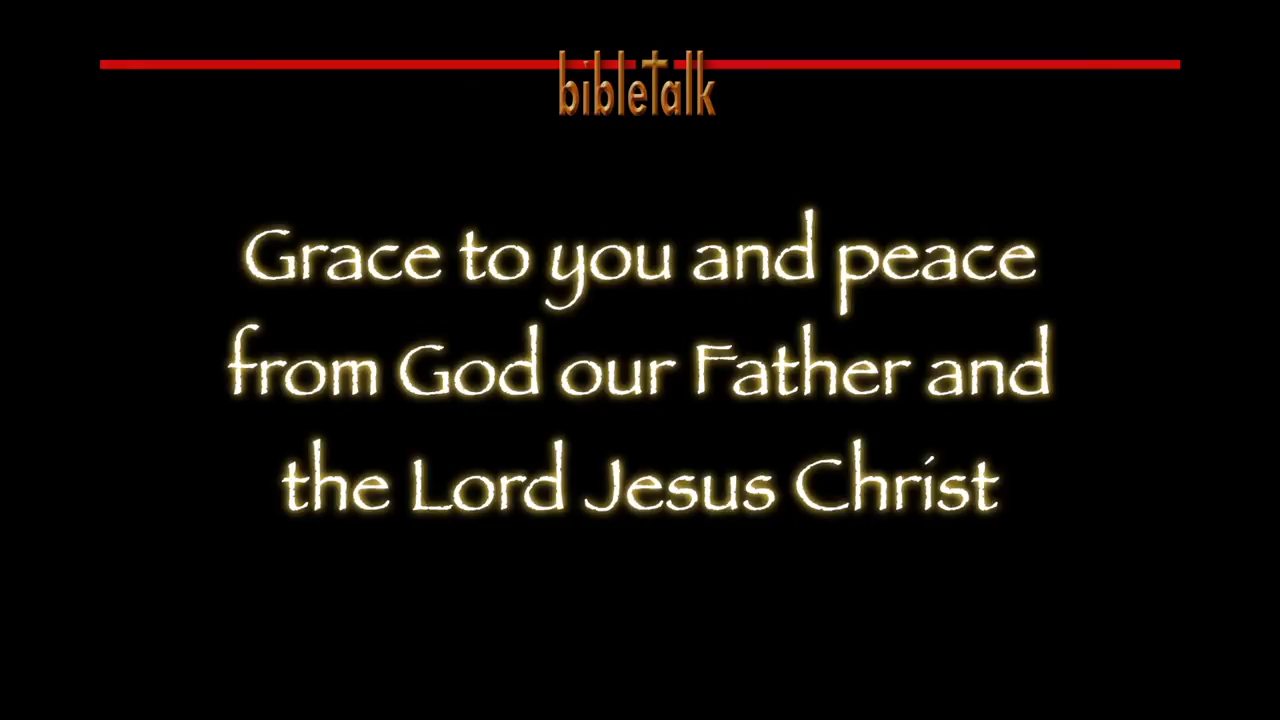 bibleTalk
Grace to you and peace
from God our Father and
the Lord Jesus Christ